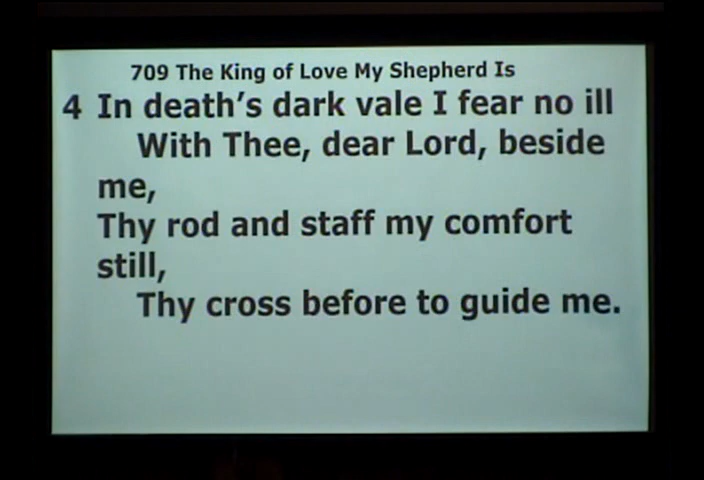 709 The King of Love My Shepherd Is
4 In death's dark vale I fear no ill
With Thee, dear Lord, beside
me,
Thy rod and staff my comfort
still,
Thy cross before to guide me.